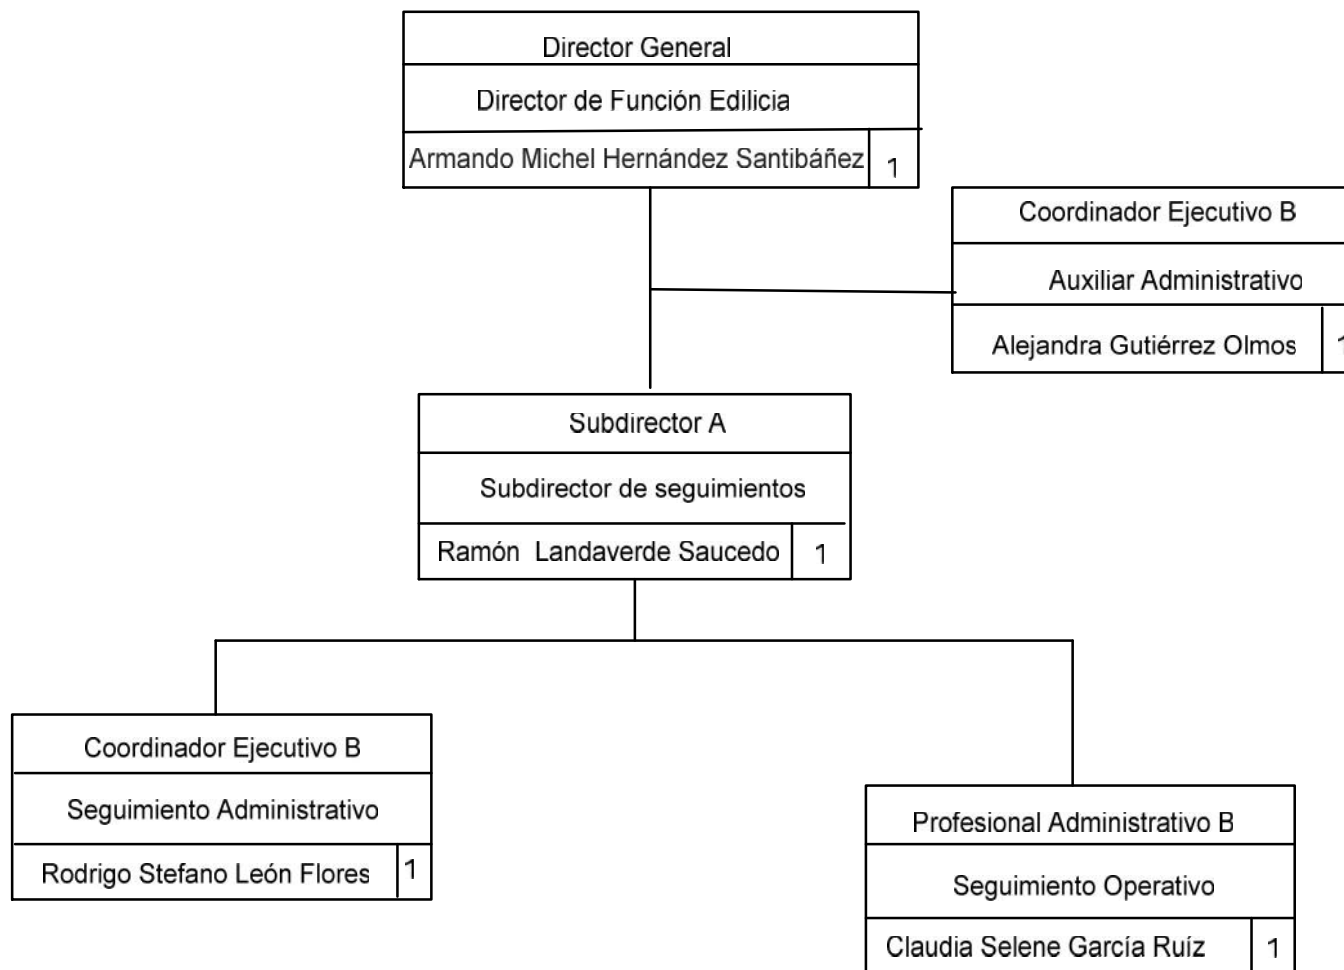 Director General
Director de Función Edilicia
Armando Michel Hernández Santibáñez 1
Coordinador Ejecutivo B
Auxiliar Administrativo
Alejandra Gutiérrez Olmos 1
Subdirector A
Subdirector de seguimientos
Ramón Landaverde Saucedo 1
Coordinador Ejecutivo B
Seguimiento Administrativo
Rodrigo Stefano León Flores 1
Profesional Administrativo B
Seguimiento Operativo
Claudia Selene García Ruíz 1